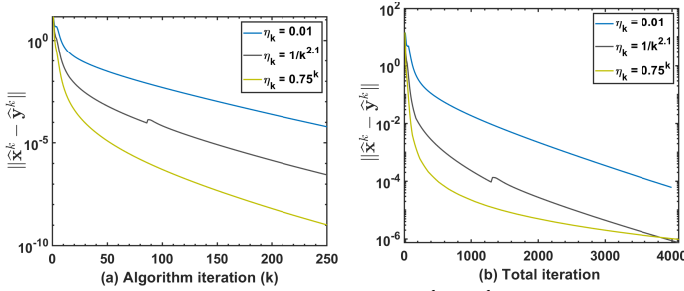 η_k = 0.01
η_k = 1/k^2.1
η_k = 0.75^k
10^0
10^-5
10^-10
‖x̂^k − ŷ^k‖
0 50 100 150 200 250
(a) Algorithm iteration (k)
η_k = 0.01
η_k = 1/k^2.1
η_k = 0.75^k
10^2
10^0
10^-2
10^-4
10^-6
‖x̂^k − ŷ^k‖
0 1000 2000 3000 4000
(b) Total iteration